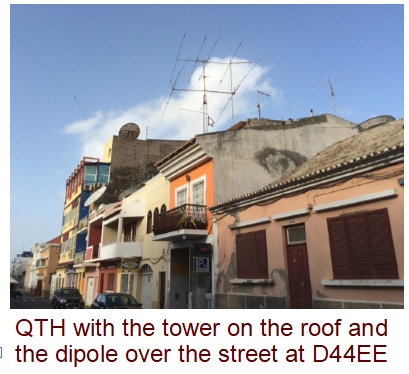 P
QTH with the tower on the roof and
the dipole over the street at D44EE